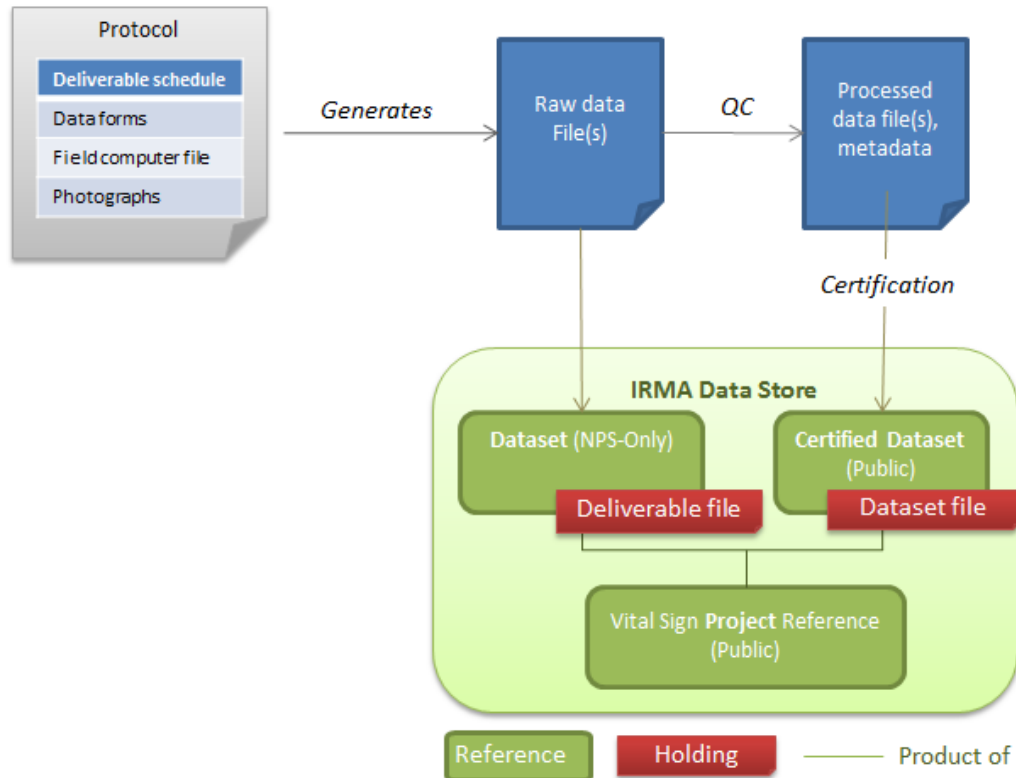 Protocol
Deliverable schedule
Data forms
Field computer file
Photographs
Generates
Raw data
File(s)
QC
Processed
data file(s),
metadata
Certification
IRMA Data Store
Dataset (NPS-Only)
Deliverable file
Certified Dataset
(Public)
Dataset file
Vital Sign Project Reference
(Public)
Reference
Holding
Product of